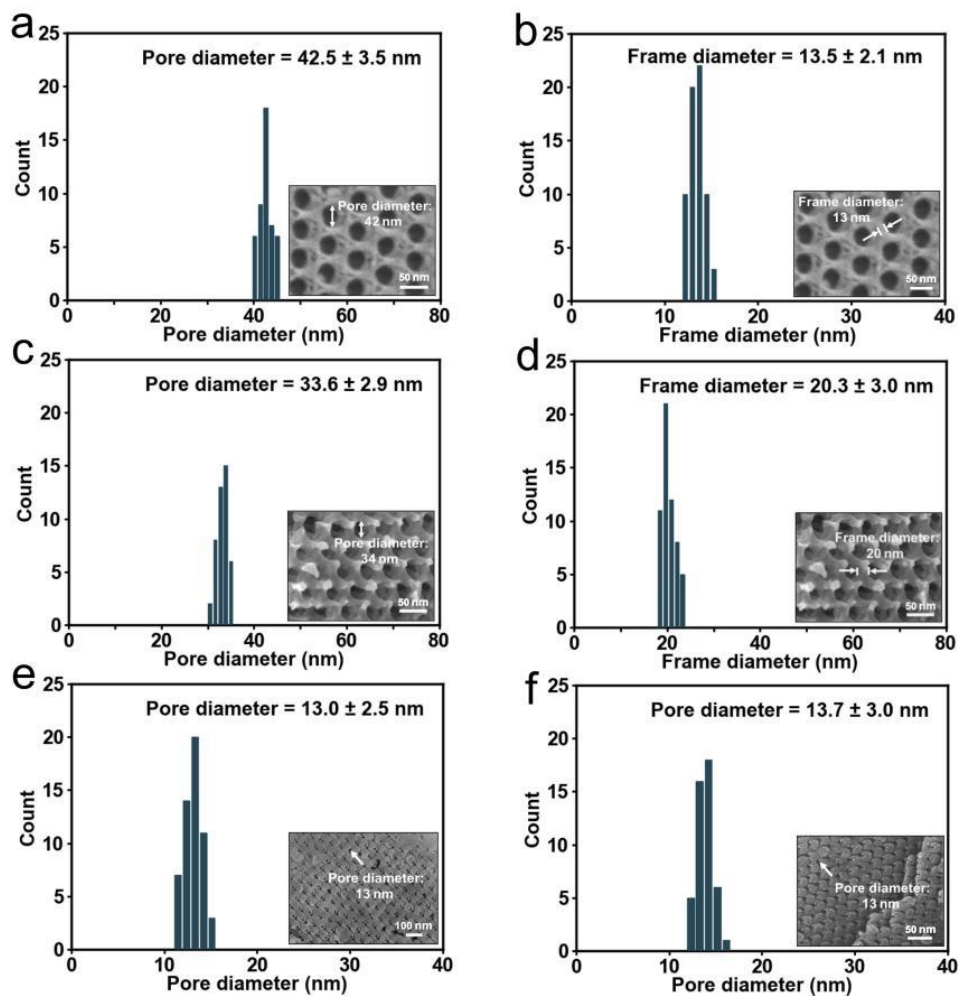 a
25
20
15
10
5
0
Count
Pore diameter = 42.5 ± 3.5 nm
Pore diameter:
42 nm
50 nm
0 20 40 60 80
Pore diameter (nm)
b
25
20
15
10
5
0
Count
Frame diameter = 13.5 ± 2.1 nm
Frame diameter:
13 nm
50 nm
0 10 20 30 40
Frame diameter (nm)
c
25
20
15
10
5
0
Count
Pore diameter = 33.6 ± 2.9 nm
Pore diameter:
34 nm
50 nm
0 20 40 60 80
Pore diameter (nm)
d
25
20
15
10
5
0
Count
Frame diameter = 20.3 ± 3.0 nm
Frame diameter:
20 nm
50 nm
0 20 40 60 80
Frame diameter (nm)
e
25
20
15
10
5
0
Count
Pore diameter = 13.0 ± 2.5 nm
Pore diameter:
13 nm
100 nm
0 10 20 30 40
Pore diameter (nm)
f
25
20
15
10
5
0
Count
Pore diameter = 13.7 ± 3.0 nm
Pore diameter:
13 nm
50 nm
0 10 20 30 40
Pore diameter (nm)